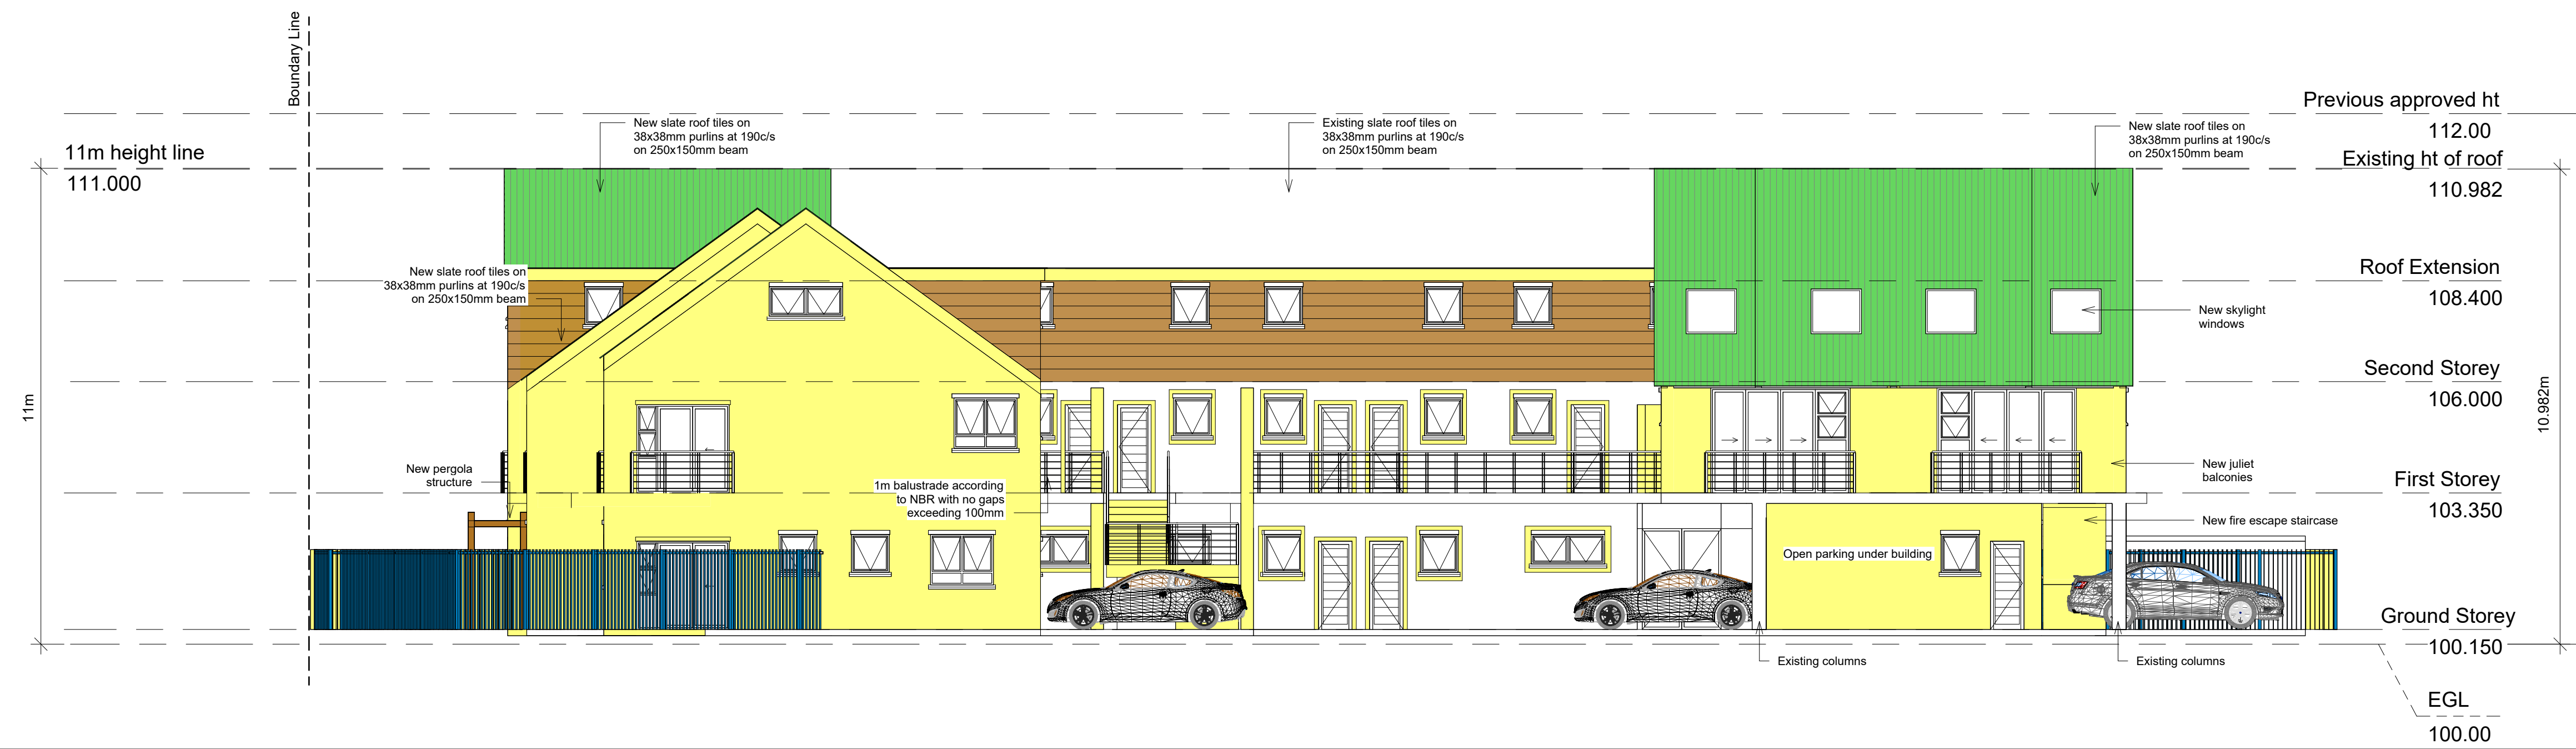 Boundary Line
11m height line
111.000
11m
New slate roof tiles on
38x38mm purlins at 190c/s
on 250x150mm beam
Existing slate roof tiles on
38x38mm purlins at 190c/s
on 250x150mm beam
New slate roof tiles on
38x38mm purlins at 190c/s
on 250x150mm beam
Previous approved ht
112.00
Existing ht of roof
110.982
New slate roof tiles on
38x38mm purlins at 190c/s
on 250x150mm beam
Roof Extension
108.400
New skylight
windows
Second Storey
106.000
10.982m
New pergola
structure
1m balustrade according
to NBR with no gaps
exceeding 100mm
New juliet
balconies
First Storey
103.350
New fire escape staircase
Open parking under building
Ground Storey
100.150
Existing columns
Existing columns
EGL
100.00